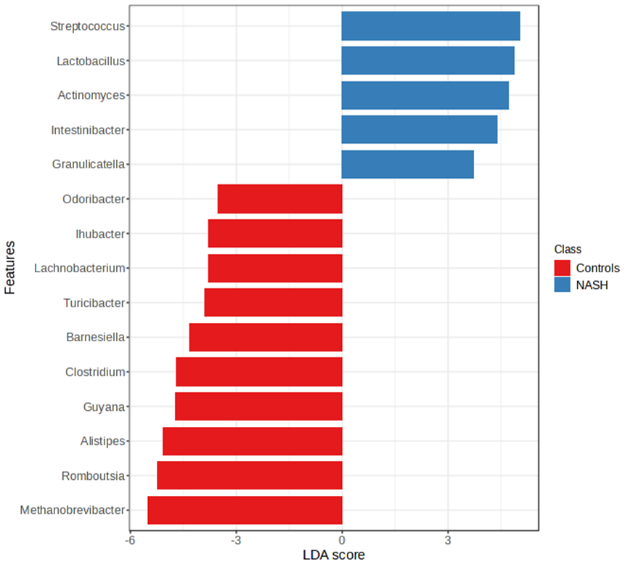 Streptococcus
Lactobacillus
Actinomyces
Intestinibacter
Granulicatella
Odoribacter
Ihubacter
Lachnobacterium
Turicibacter
Barnesiella
Clostridium
Guyana
Alistipes
Romboutsia
Methanobrevibacter
Features
-6 -3 0 3
LDA score
Class
Controls
NASH